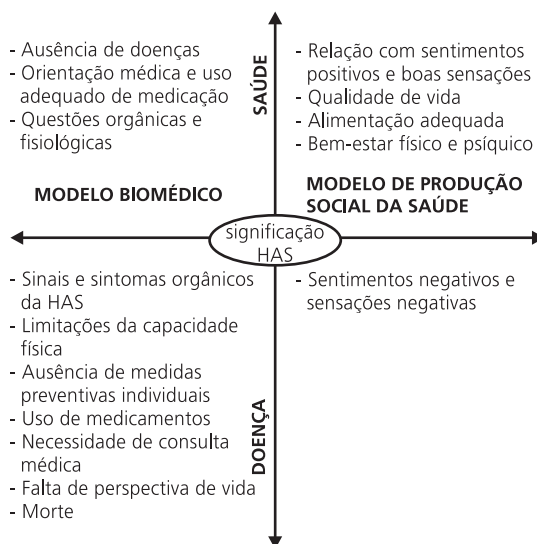 - Ausência de doenças
- Orientação médica e uso
adequado de medicação
- Questões orgânicas e
fisiológicas
SAÚDE
- Relação com sentimentos
positivos e boas sensações
- Qualidade de vida
- Alimentação adequada
- Bem-estar físico e psíquico
MODELO BIOMÉDICO
MODELO DE PRODUÇÃO
SOCIAL DA SAÚDE
significação
HAS
- Sinais e sintomas orgânicos
da HAS
- Limitações da capacidade
física
- Ausência de medidas
preventivas individuais
- Uso de medicamentos
- Necessidade de consulta
médica
- Falta de perspectiva de vida
- Morte
DOENÇA
- Sentimentos negativos e
sensações negativas